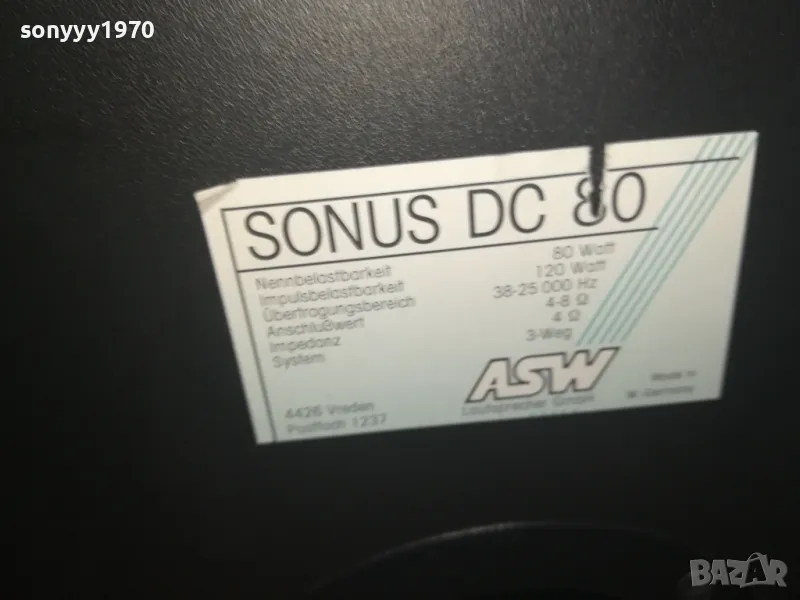 sonyyy1970
SONUS DC 80
Nennbelastbarkeit 80 Watt
Impulsbelastbarkeit 120 Watt
Übertragungsbereich 38-25 000 Hz
Anschlußwert 4-8 Ω
Impedanz 4 Ω
System 3-Weg
ASW
Lautsprecher GmbH
4426 Vreden
Postfach 1237
Made in
W. Germany
BAZAR